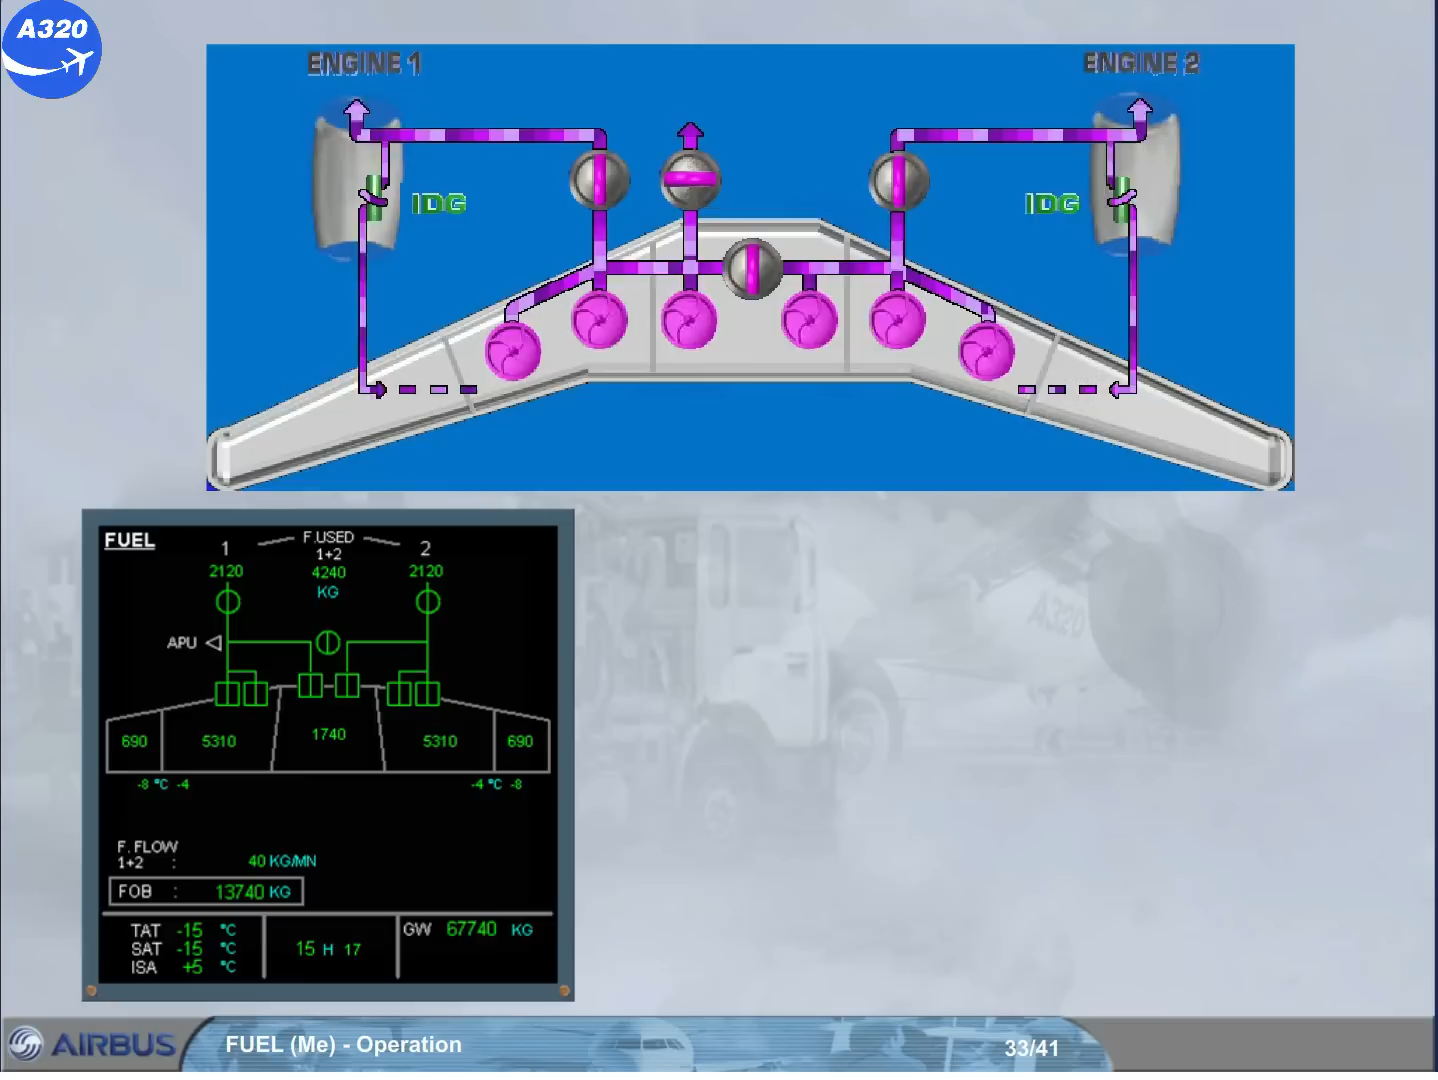 A320
ENGINE 1
ENGINE 2
IDG
IDG
FUEL
F.USED
1 2
1+2
2120 4240 2120
KG
APU
690 5310 1740 5310 690
-8 °C -4 -4 °C -8
F.FLOW
1+2 : 40 KG/MN
FOB : 13740 KG
TAT -15 °C
SAT -15 °C
ISA +5 °C
15 H 17
GW 67740 KG
A320
AIRBUS
FUEL (Me) - Operation
33/41